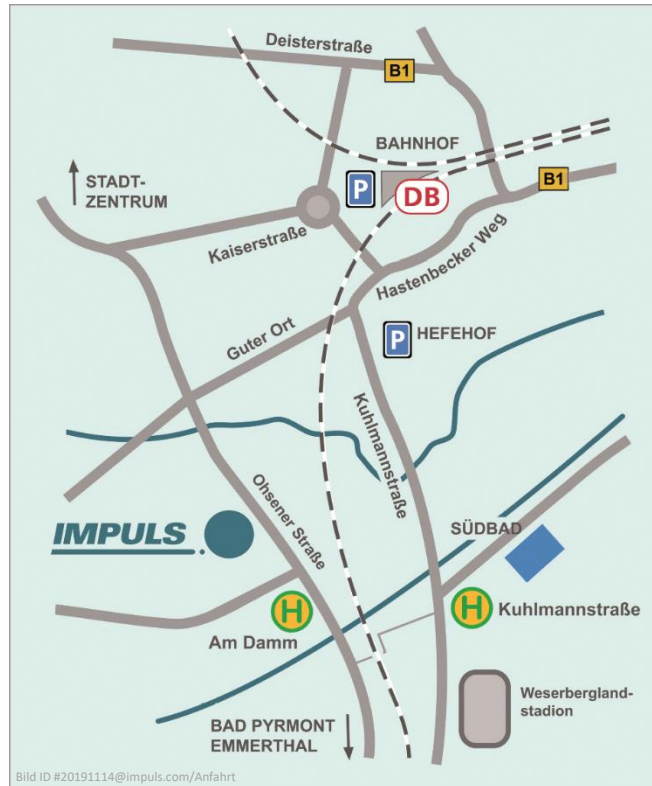 Deisterstraße
B1
BAHNHOF
P
DB
B1
STADT-
ZENTRUM
Kaiserstraße
Hastenbecker Weg
Guter Ort
P
HEFEHOF
Kuhlmannstraße
Ohsener Straße
IMPULS
SÜDBAD
H
Am Damm
H
Kuhlmannstraße
Weserbergland-
stadion
BAD PYRMONT
EMMERTHAL
Bild ID #20191114@impuls.com/Anfahrt